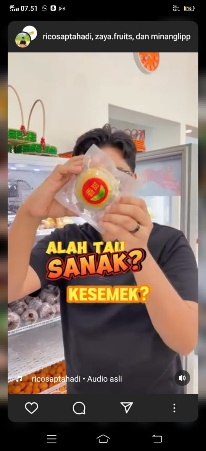 07.51
ricosaptahadi, zaya.fruits, dan minanglipp
ALAH TAU
SANAK?
KESEMEK?
ricosaptahadi • Audio asli